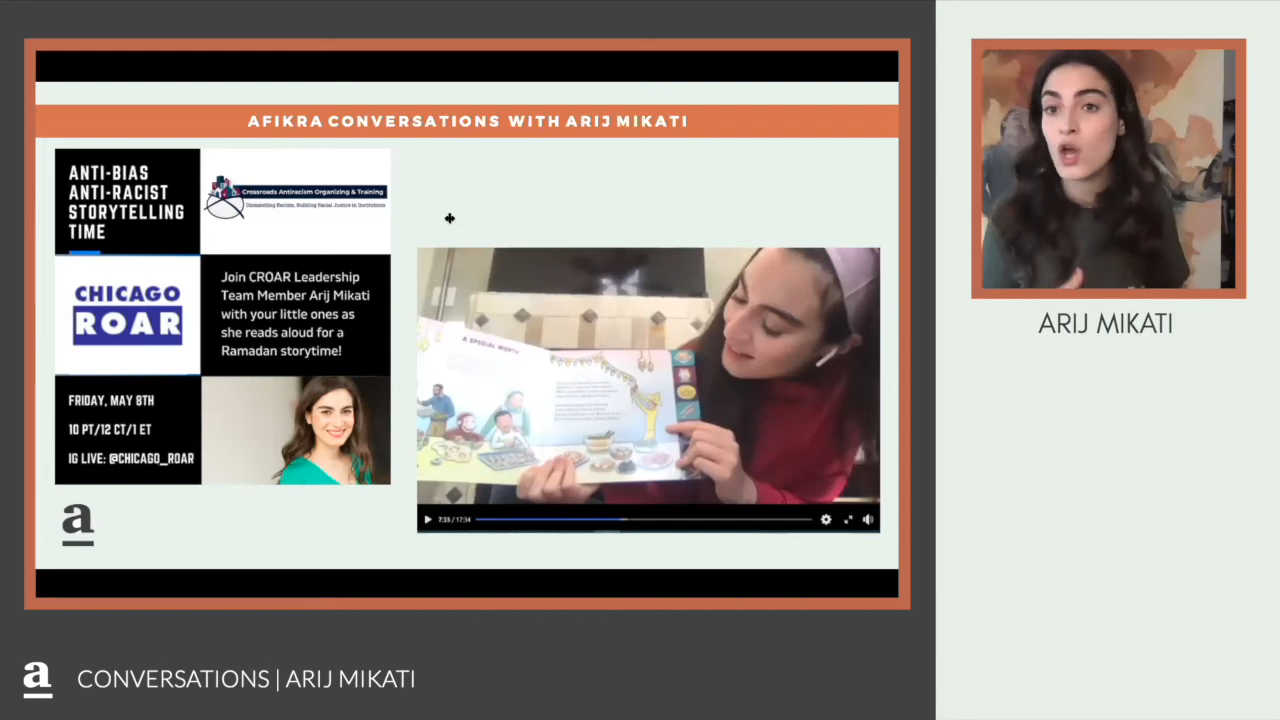 AFIKRA CONVERSATIONS WITH ARIJ MIKATI
ANTI-BIAS
ANTI-RACIST
STORYTELLING
TIME
Crossroads Antiracism Organizing & Training
Dismantling Racism, Building Racial Justice in Institutions
CHICAGO
ROAR
Join CROAR Leadership
Team Member Arij Mikati
with your little ones as
she reads aloud for a
Ramadan storytime!
FRIDAY, MAY 8TH
10 PT/12 CT/1 ET
IG LIVE: @CHICAGO_ROAR
a
A SPECIAL MONTH
7:35 / 17:34
ARIJ MIKATI
a
CONVERSATIONS | ARIJ MIKATI